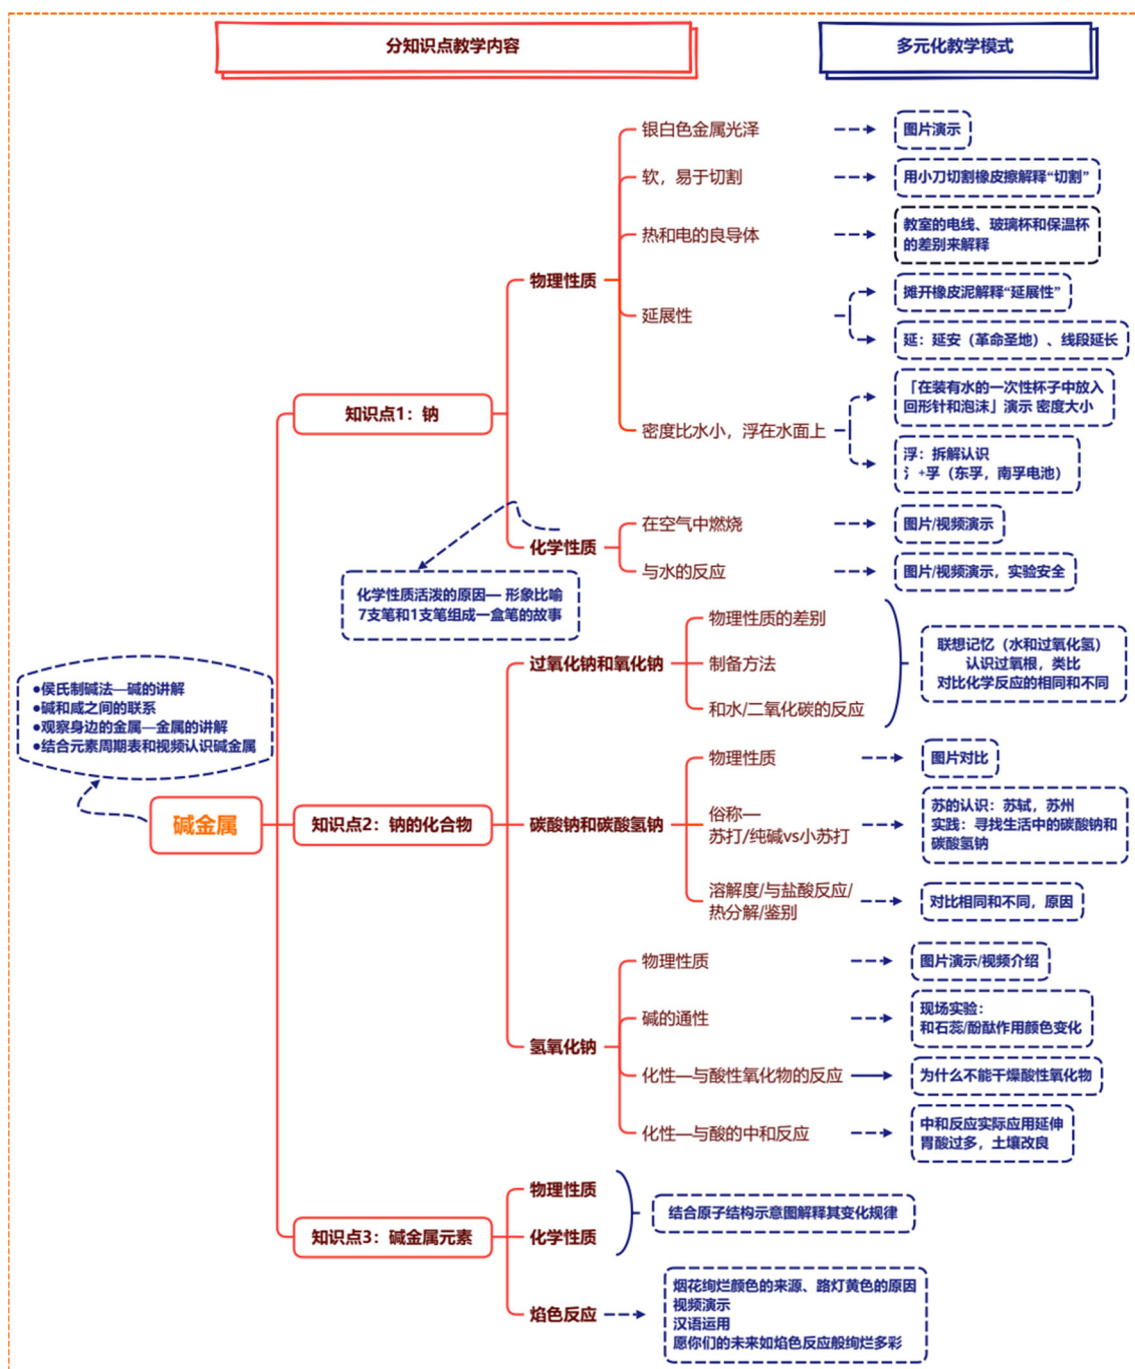 分知识点教学内容
多元化教学模式
银白色金属光泽
图片演示
软，易于切割
用小刀切割橡皮擦解释“切割”
热和电的良导体
教室的电线、玻璃杯和保温杯
的差别来解释
物理性质
延展性
摊开橡皮泥解释“延展性”
延：延安（革命圣地）、线段延长
知识点1：钠
密度比水小，浮在水面上
「在装有水的一次性杯子中放入
回形针和泡沫」演示 密度大小
浮：拆解认识
氵+孚（东孚，南孚电池）
化学性质
在空气中燃烧
图片/视频演示
与水的反应
图片/视频演示，实验安全
化学性质活泼的原因— 形象比喻
7支笔和1支笔组成一盒笔的故事
过氧化钠和氧化钠
物理性质的差别
制备方法
和水/二氧化碳的反应
联想记忆（水和过氧化氢）
认识过氧根，类比
对比化学反应的相同和不同
●侯氏制碱法—碱的讲解
●碱和咸之间的联系
●观察身边的金属—金属的讲解
●结合元素周期表和视频认识碱金属
碱金属
知识点2：钠的化合物
碳酸钠和碳酸氢钠
物理性质
图片对比
俗称—
苏打/纯碱vs小苏打
苏的认识：苏轼，苏州
实践：寻找生活中的碳酸钠和
碳酸氢钠
溶解度/与盐酸反应/
热分解/鉴别
对比相同和不同，原因
氢氧化钠
物理性质
图片演示/视频介绍
碱的通性
现场实验：
和石蕊/酚酞作用颜色变化
化性—与酸性氧化物的反应
为什么不能干燥酸性氧化物
化性—与酸的中和反应
中和反应实际应用延伸
胃酸过多，土壤改良
知识点3：碱金属元素
物理性质
化学性质
结合原子结构示意图解释其变化规律
焰色反应
烟花绚烂颜色的来源、路灯黄色的原因
视频演示
汉语运用
愿你们的未来如焰色反应般绚烂多彩